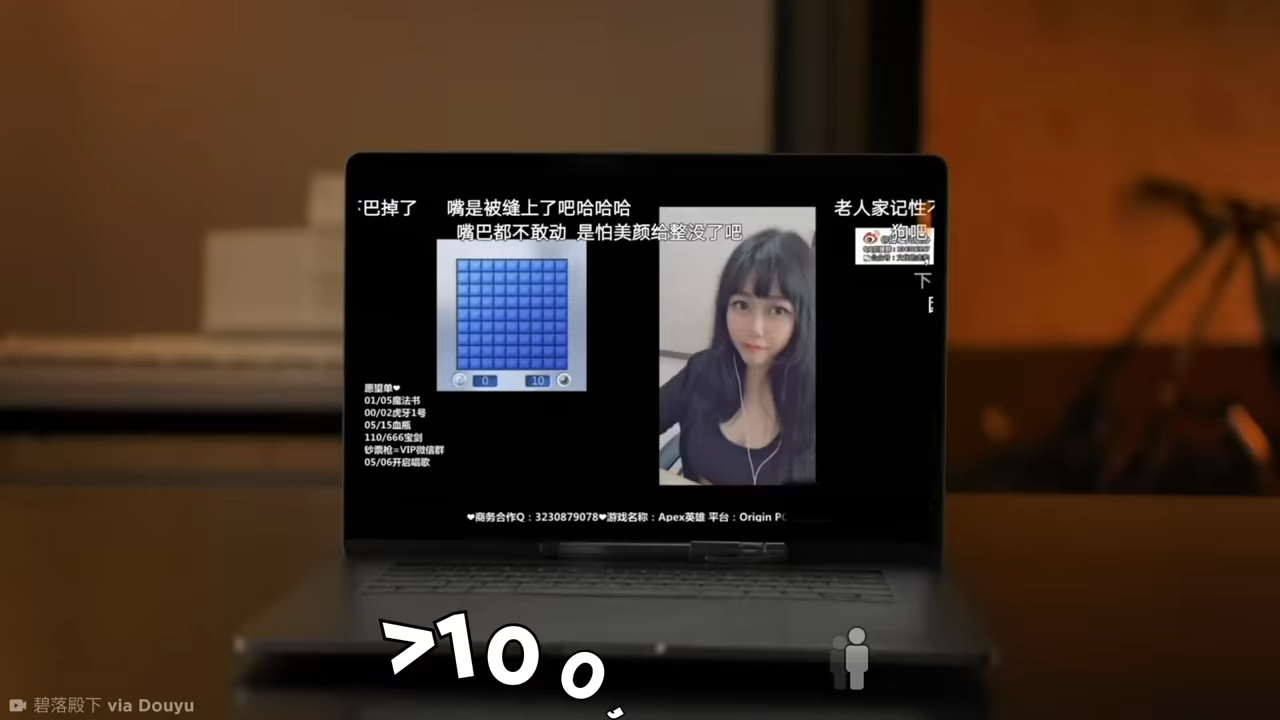 巴掉了
嘴是被缝上了吧哈哈哈
老人家记性不
嘴巴都不敢动 是怕美颜给整没了吧
狗吧
下
0
10
愿望单❤
01/05魔法书
00/02虎牙1号
05/15血瓶
110/666宝剑
钞票枪=VIP微信群
05/06开启唱歌
❤商务合作Q：3230879078❤游戏名称：Apex英雄 平台：Origin PC
>100,
碧落殿下 via Douyu